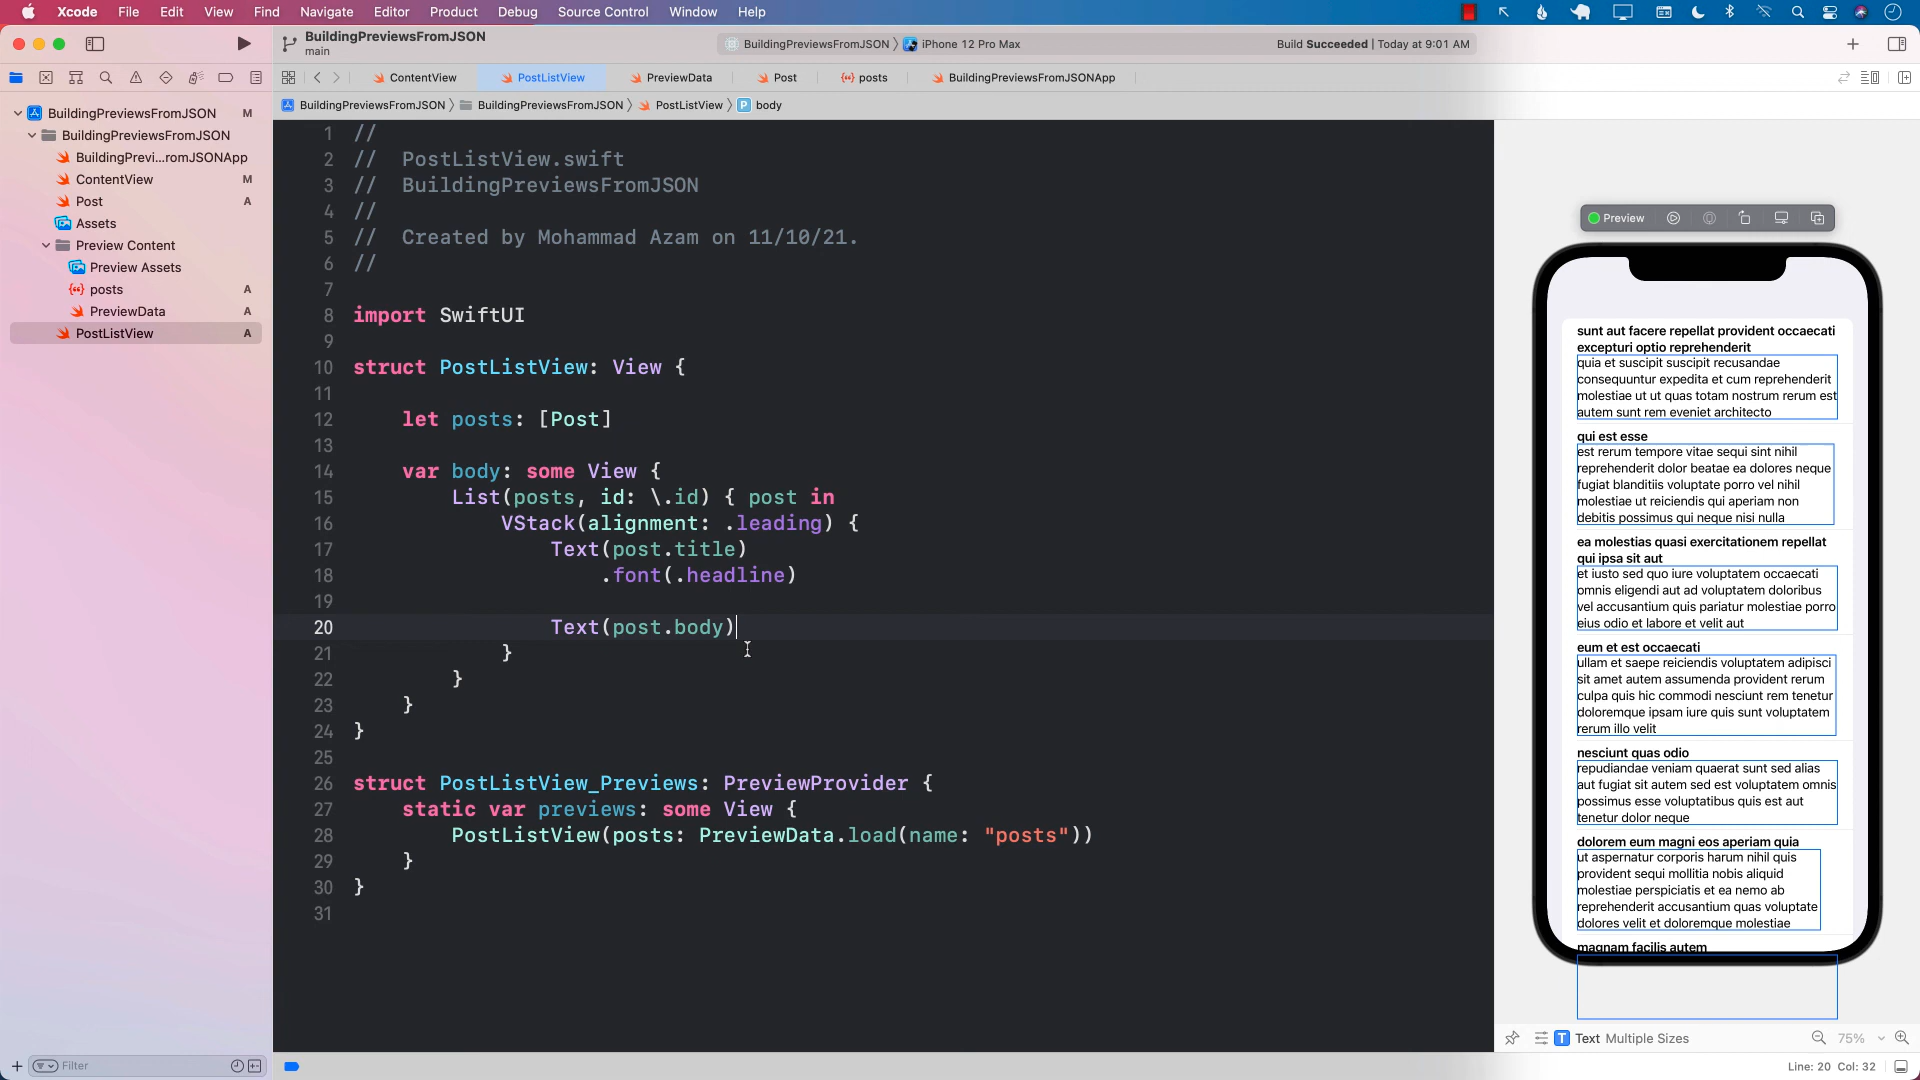 Xcode File Edit View Find Navigate Editor Product Debug Source Control Window Help
BuildingPreviewsFromJSON
main
BuildingPreviewsFromJSON 〉 iPhone 12 Pro Max
Build Succeeded | Today at 9:01 AM
ContentView PostListView PreviewData Post posts BuildingPreviewsFromJSONApp
BuildingPreviewsFromJSON 〉 BuildingPreviewsFromJSON 〉 PostListView 〉 P body
BuildingPreviewsFromJSON M
BuildingPreviewsFromJSON
BuildingPrevi...romJSONApp
ContentView M
Post A
Assets
Preview Content
Preview Assets
posts A
PreviewData A
PostListView A
Filter
1 //
2 //  PostListView.swift
3 //  BuildingPreviewsFromJSON
4 //
5 //  Created by Mohammad Azam on 11/10/21.
6 //
7
8 import SwiftUI
9
10 struct PostListView: View {
11
12     let posts: [Post]
13
14     var body: some View {
15         List(posts, id: \.id) { post in
16             VStack(alignment: .leading) {
17                 Text(post.title)
18                     .font(.headline)
19
20                 Text(post.body)
21             }
22         }
23     }
24 }
25
26 struct PostListView_Previews: PreviewProvider {
27     static var previews: some View {
28         PostListView(posts: PreviewData.load(name: "posts"))
29     }
30 }
31
Preview
sunt aut facere repellat provident occaecati
excepturi optio reprehenderit
quia et suscipit suscipit recusandae
consequuntur expedita et cum reprehenderit
molestiae ut ut quas totam nostrum rerum est
autem sunt rem eveniet architecto
qui est esse
est rerum tempore vitae sequi sint nihil
reprehenderit dolor beatae ea dolores neque
fugiat blanditiis voluptate porro vel nihil
molestiae ut reiciendis qui aperiam non
debitis possimus qui neque nisi nulla
ea molestias quasi exercitationem repellat
qui ipsa sit aut
et iusto sed quo iure voluptatem occaecati
omnis eligendi aut ad voluptatem doloribus
vel accusantium quis pariatur molestiae porro
eius odio et labore et velit aut
eum et est occaecati
ullam et saepe reiciendis voluptatem adipisci
sit amet autem assumenda provident rerum
culpa quis hic commodi nesciunt rem tenetur
doloremque ipsam iure quis sunt voluptatem
rerum illo velit
nesciunt quas odio
repudiandae veniam quaerat sunt sed alias
aut fugiat sit autem sed est voluptatem omnis
possimus esse voluptatibus quis est aut
tenetur dolor neque
dolorem eum magni eos aperiam quia
ut aspernatur corporis harum nihil quis
provident sequi mollitia nobis aliquid
molestiae perspiciatis et ea nemo ab
reprehenderit accusantium quas voluptate
dolores velit et doloremque molestiae
magnam facilis autem
T Text Multiple Sizes
75%
Line: 20 Col: 32